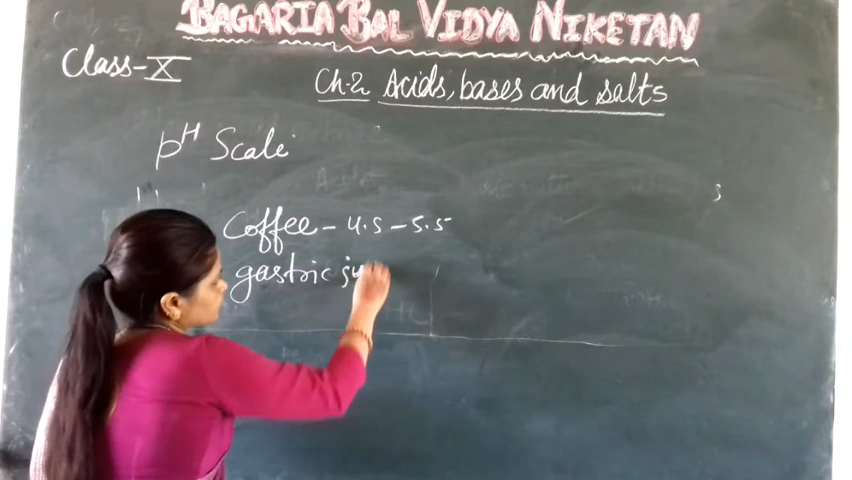 BAGARIA BAL VIDYA NIKETAN
Class-X
Ch-2 Acids, bases and salts
pH Scale
Coffee - 4.5 - 5.5
gastric ju